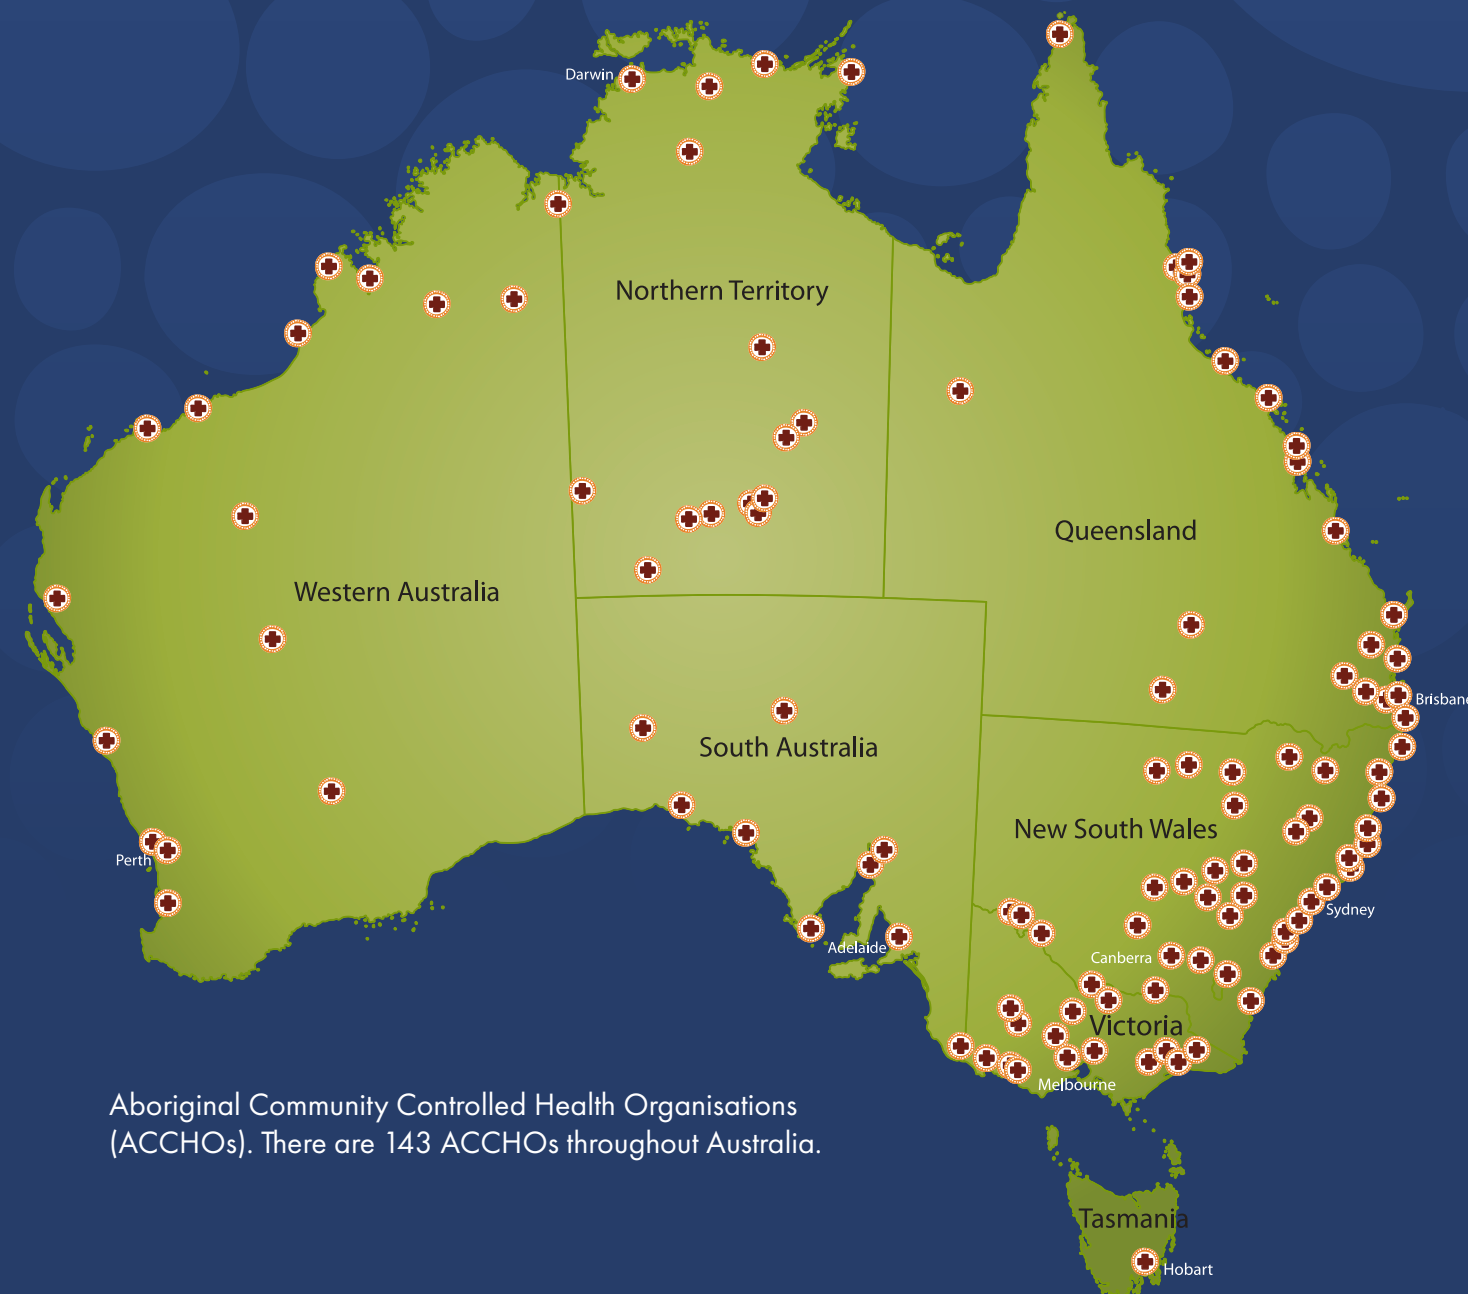 Darwin
Northern Territory
Queensland
Western Australia
Brisbane
South Australia
New South Wales
Perth
Sydney
Adelaide
Canberra
Victoria
Melbourne
Aboriginal Community Controlled Health Organisations
(ACCHOs). There are 143 ACCHOs throughout Australia.
Tasmania
Hobart